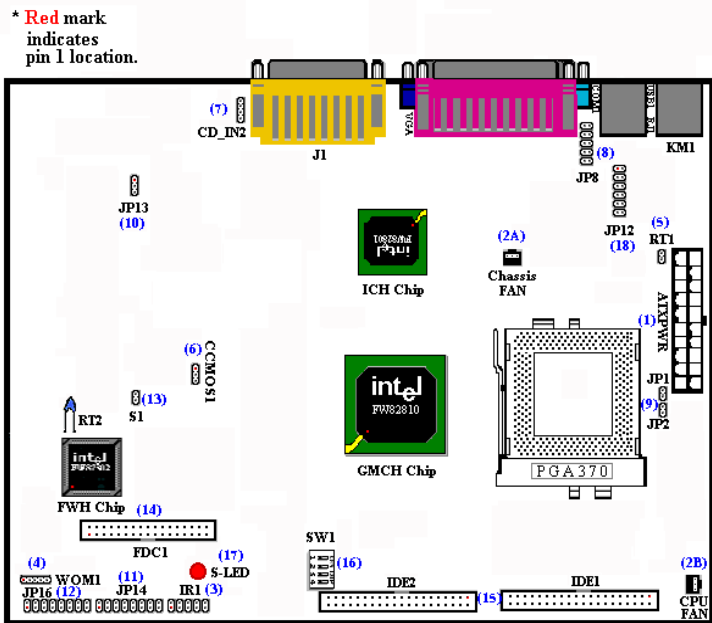 * Red mark
indicates
pin 1 location.
(7)
CD_IN2
J1
VGA
COM1
USB1
KM1
(8)
JP8
JP12
(18)
(5)
RT1
JP13
(10)
intel
FW82801
ICH Chip
(2A)
Chassis
FAN
(1)
ATXPWR
(6)
CCMOS1
(13)
S1
RT2
intel
FW82810
GMCH Chip
JP1
(9)
JP2
PGA370
intel
FWH Chip
(14)
FDC1
(17)
S-LED
SW1
(16)
(4)
WOM1
JP16
(12)
(11)
JP14
IR1
(3)
IDE2
(15)
IDE1
(2B)
CPU
FAN